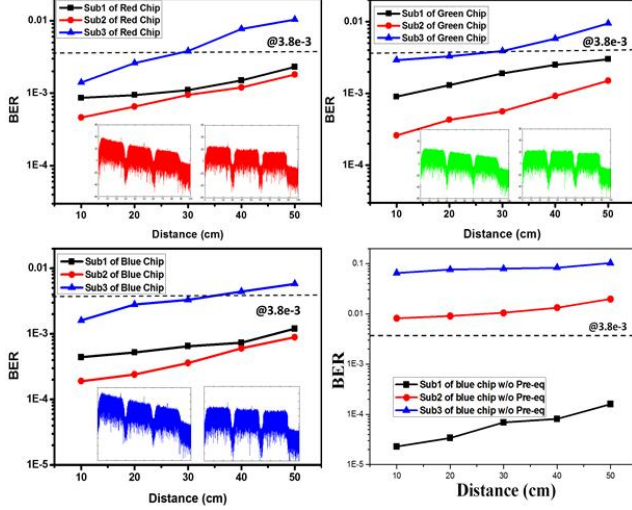 0.01
1E-3
1E-4
BER
Sub1 of Red Chip
Sub2 of Red Chip
Sub3 of Red Chip
@3.8e-3
10 20 30 40 50
Distance (cm)
0.01
1E-3
1E-4
BER
Sub1 of Green Chip
Sub2 of Green Chip
Sub3 of Green Chip
@3.8e-3
10 20 30 40 50
Distance (cm)
0.01
1E-3
1E-4
1E-5
BER
Sub1 of Blue Chip
Sub2 of Blue Chip
Sub3 of Blue Chip
@3.8e-3
10 20 30 40 50
Distance (cm)
0.1
0.01
1E-3
1E-4
1E-5
BER
@3.8e-3
Sub1 of blue chip w/o Pre-eq
Sub2 of blue chip w/o Pre-eq
Sub3 of blue chip w/o Pre-eq
10 20 30 40 50
Distance (cm)